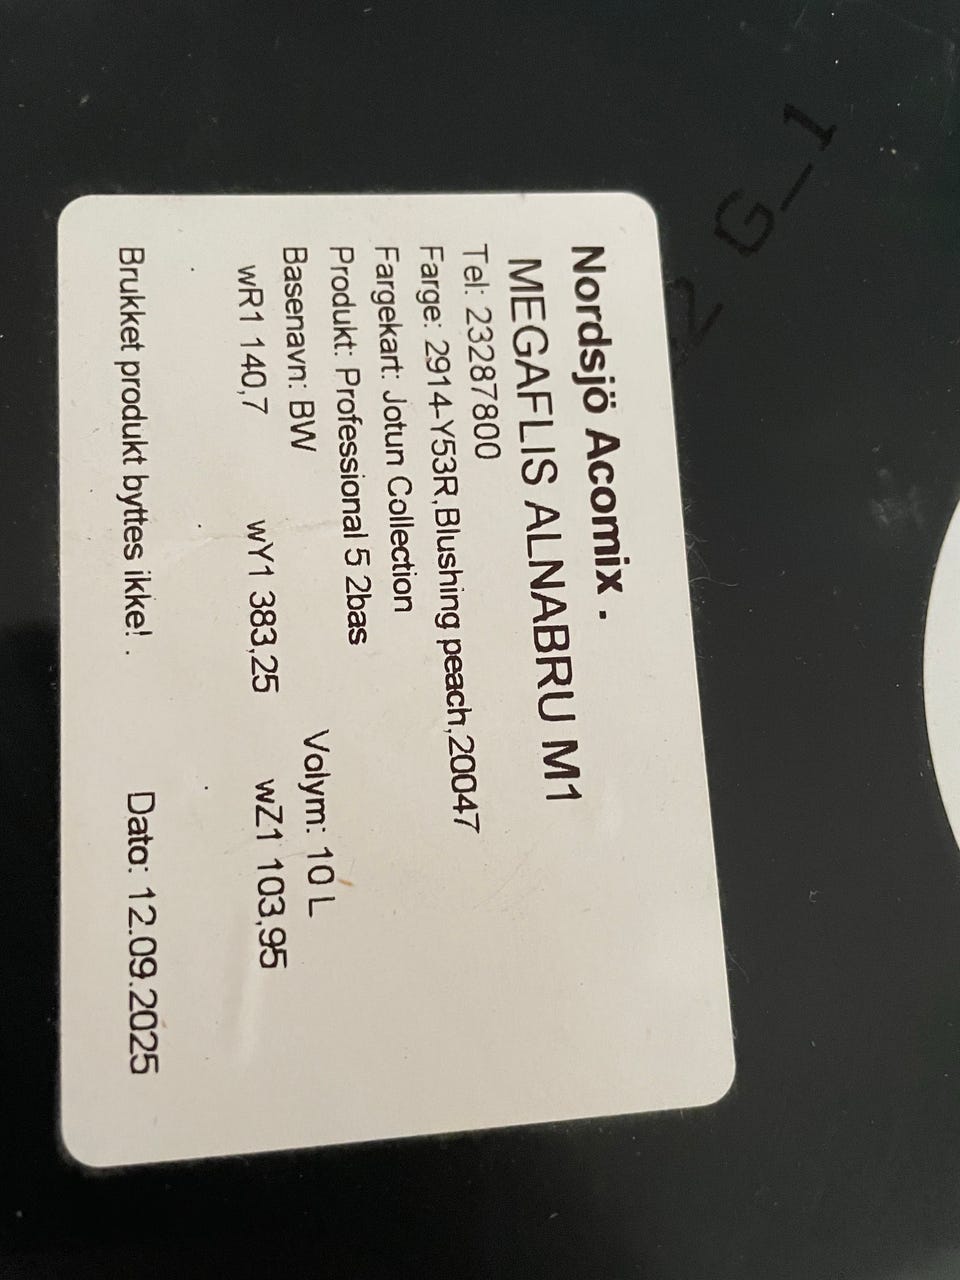 Nordsjö Acomix .
MEGAFLIS ALNABRU M1
Tel: 23287800
Farge: 2914-Y53R,Blushing peach,20047
Fargekart: Jotun Collection
Produkt: Professional 5 2bas
Basenavn: BW Volym: 10 L
wR1 140,7 wY1 383,25 wZ1 103,95
Brukket produkt byttes ikke! . Dato: 12.09.2025